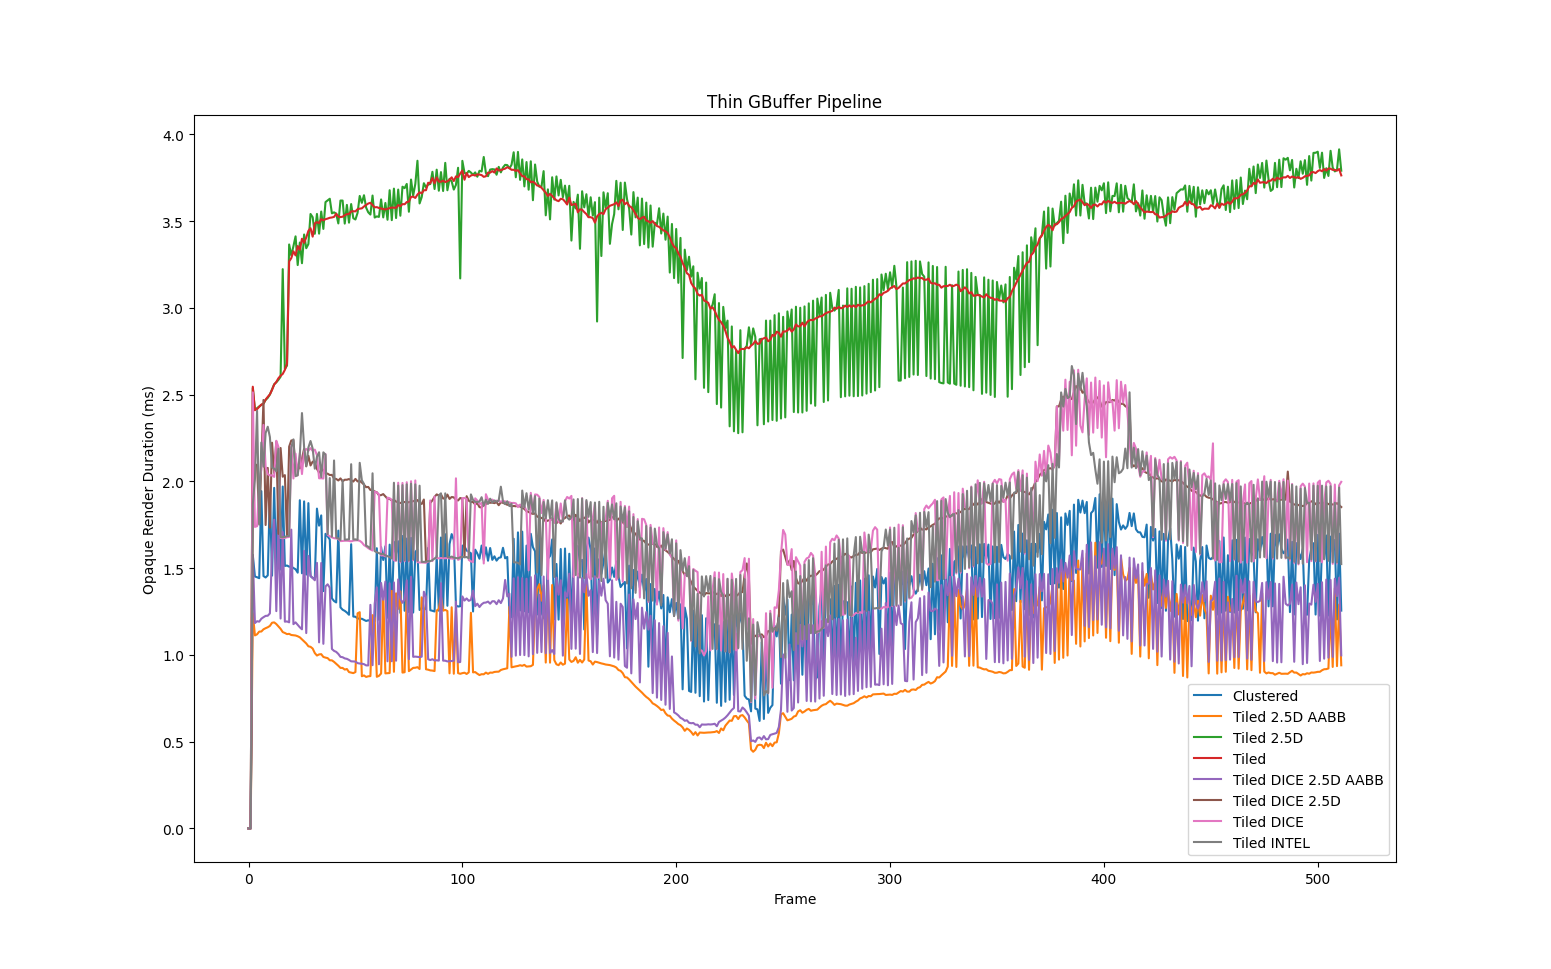 Thin GBuffer Pipeline
Opaque Render Duration (ms)
4.0
3.5
3.0
2.5
2.0
1.5
1.0
0.5
0.0
Clustered
Tiled 2.5D AABB
Tiled 2.5D
Tiled
Tiled DICE 2.5D AABB
Tiled DICE 2.5D
Tiled DICE
Tiled INTEL
0 100 200 300 400 500
Frame